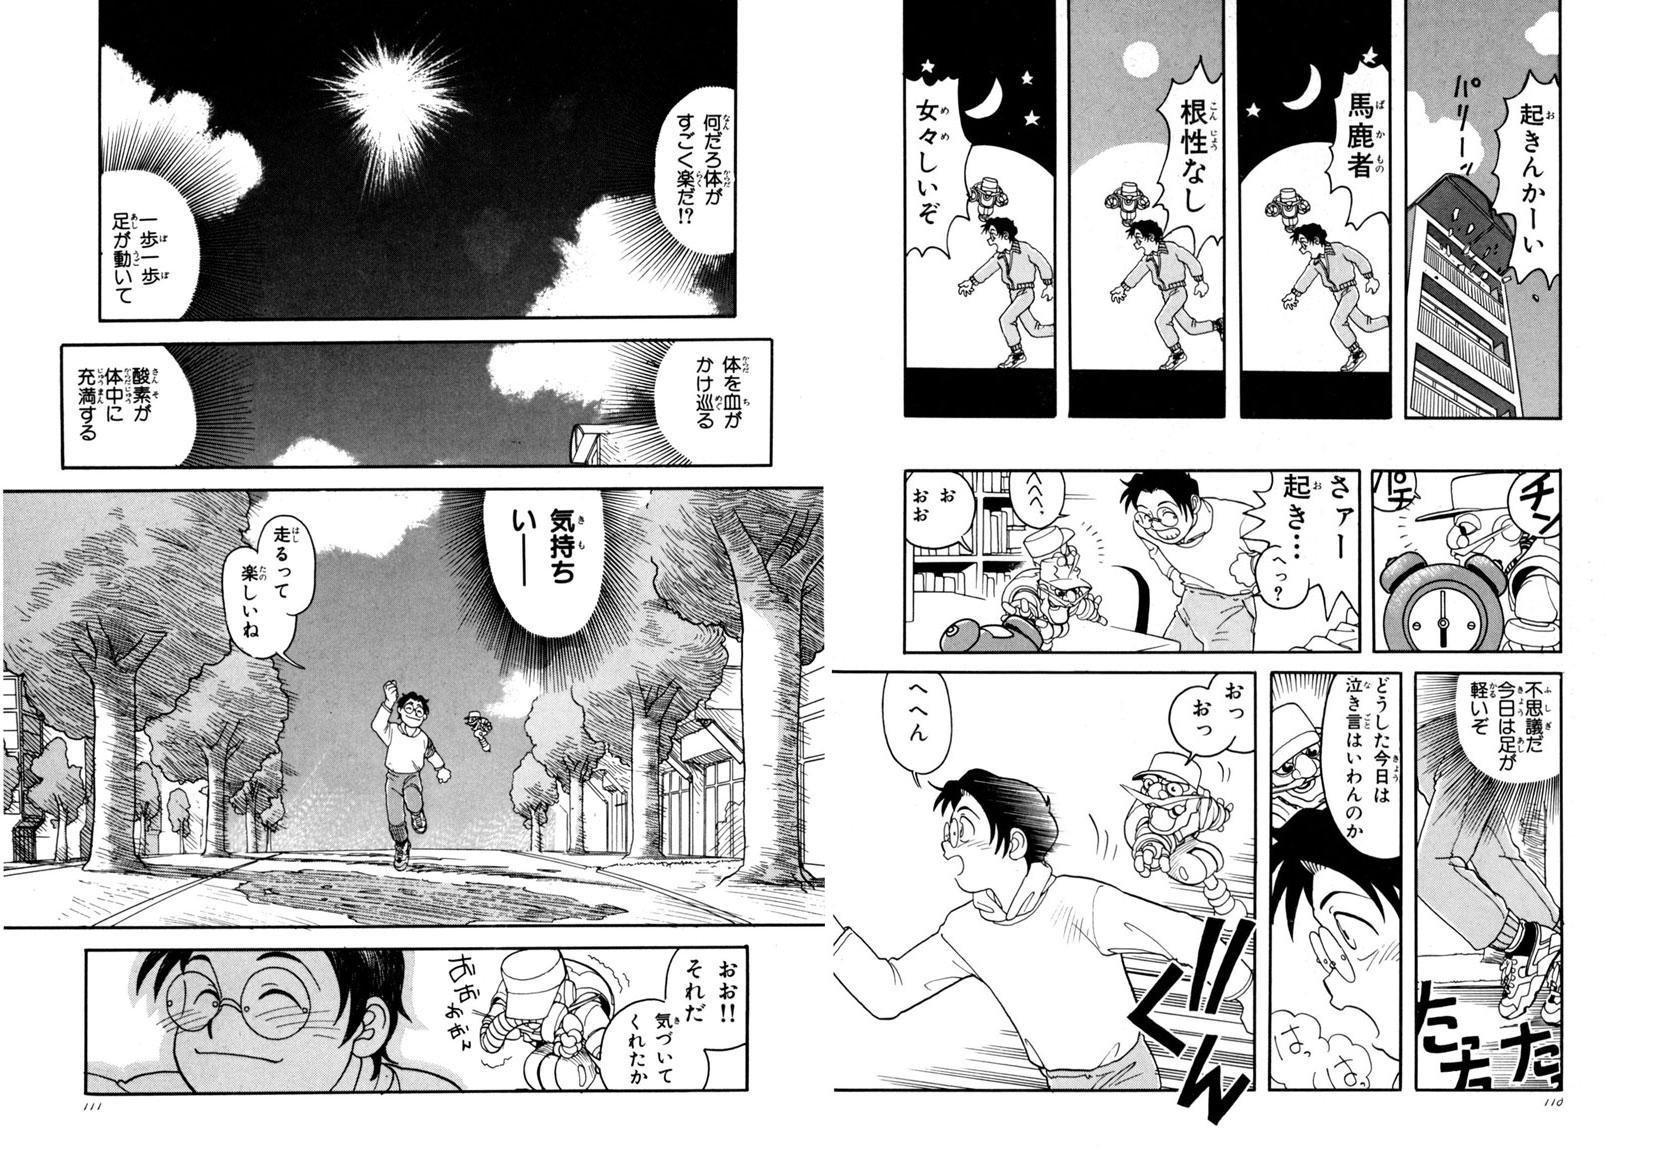 起きんかーい
パリーーッ
馬鹿者
根性なし
女々しいぞ
チン
パチ
さァー
起き…
へっ?
へへへ.
お
おお
不思議だ
今日は足が
軽いぞ
たっ
たったっ
どうした今日は
泣き言はいわんのか
はっ
はっ
おっ
おっ
へへん
ぐん
!!
110
何だろ体が
すごく楽だ!?
一歩一歩
足が動いて
体を血が
かけ巡る
酸素が
体中に
充満する
気持ち
いー
走るって
楽しいね
おお!!
それだ
気づいて
くれたか
おおおおん
111